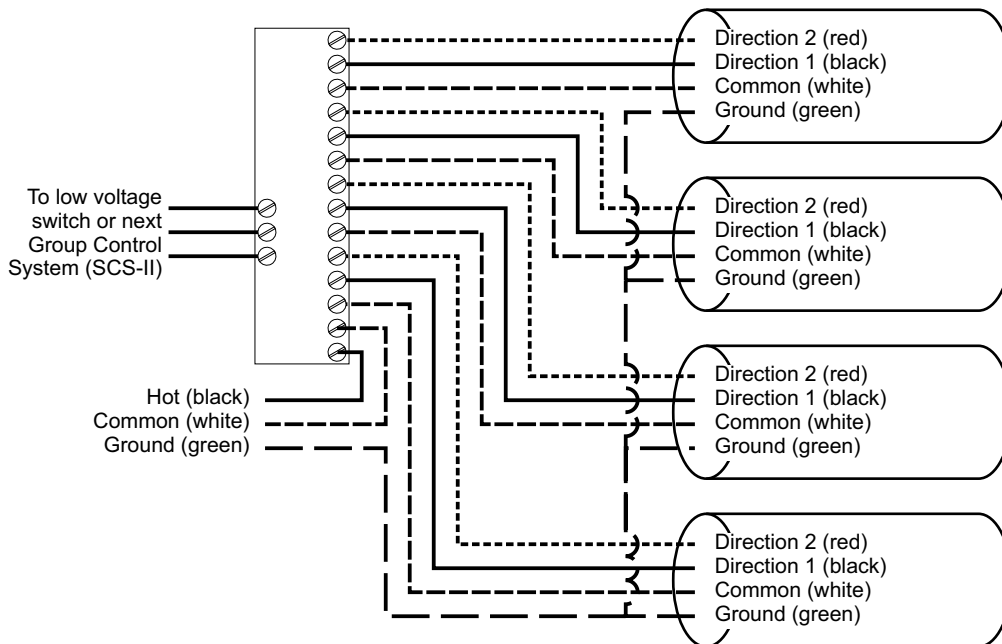 Direction 2 (red)
Direction 1 (black)
Common (white)
Ground (green)
To low voltage
switch or next
Group Control
System (SCS-II)
Direction 2 (red)
Direction 1 (black)
Common (white)
Ground (green)
Hot (black)
Common (white)
Ground (green)
Direction 2 (red)
Direction 1 (black)
Common (white)
Ground (green)
Direction 2 (red)
Direction 1 (black)
Common (white)
Ground (green)